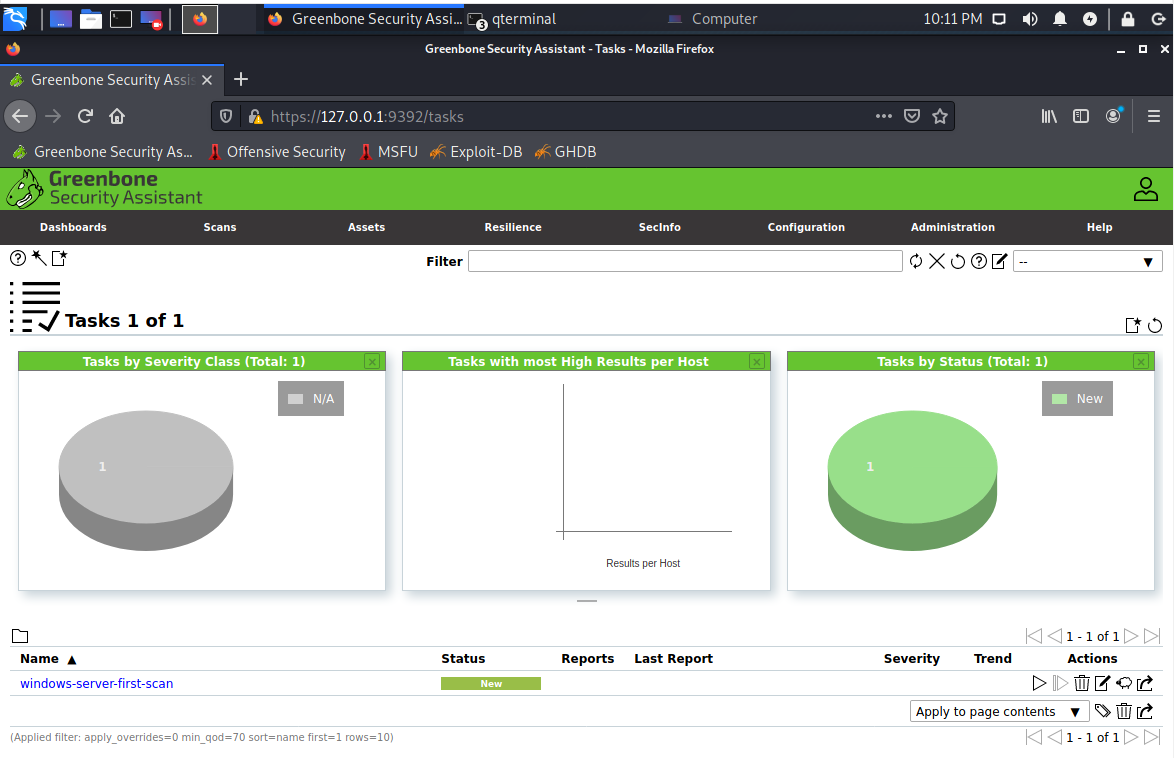 Greenbone Security Assi... 3 qterminal Computer 10:11 PM
Greenbone Security Assistant - Tasks - Mozilla Firefox
Greenbone Security Assis
https://127.0.0.1:9392/tasks
Greenbone Security As... Offensive Security MSFU Exploit-DB GHDB
Greenbone
Security Assistant
Dashboards Scans Assets Resilience SecInfo Configuration Administration Help
Filter --
Tasks 1 of 1
Tasks by Severity Class (Total: 1) Tasks with most High Results per Host Tasks by Status (Total: 1)
N/A New
1 1
Results per Host
1 - 1 of 1
Name ▲ Status Reports Last Report Severity Trend Actions
windows-server-first-scan New
Apply to page contents ▼
(Applied filter: apply_overrides=0 min_qod=70 sort=name first=1 rows=10) 1 - 1 of 1